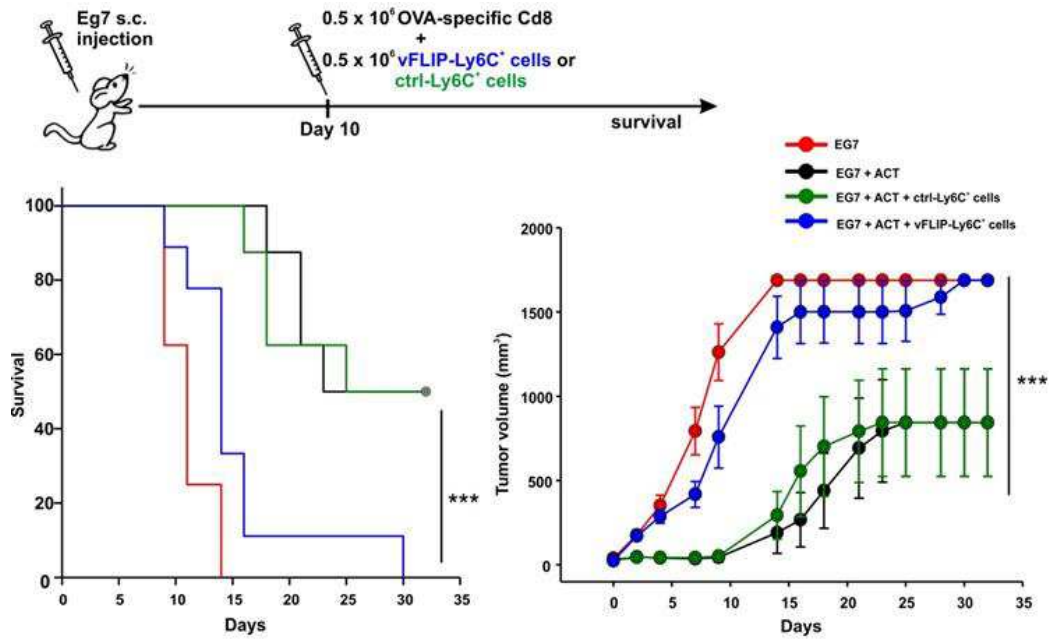 Eg7 s.c.
injection
0.5 x 10⁶ OVA-specific Cd8
+
0.5 x 10⁶ vFLIP-Ly6C⁺ cells or
ctrl-Ly6C⁺ cells
Day 10
survival
EG7
EG7 + ACT
EG7 + ACT + ctrl-Ly6C⁺ cells
EG7 + ACT + vFLIP-Ly6C⁺ cells
Survival
100
80
60
40
20
0
0 5 10 15 20 25 30 35
Days
***
Tumor volume (mm³)
2000
1500
1000
500
0
0 5 10 15 20 25 30 35
Days
***